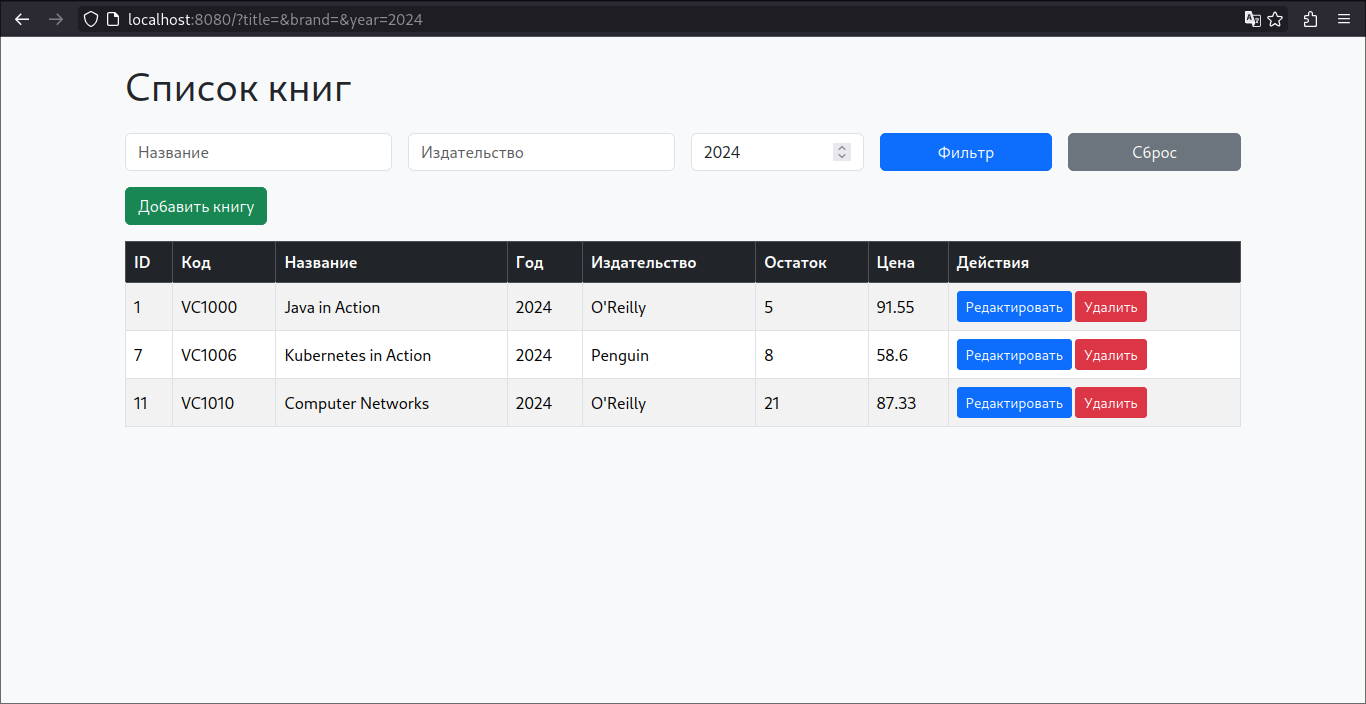 localhost:8080/?title=&brand=&year=2024
Список книг
Название Издательство 2024 Фильтр Сброс
Добавить книгу
ID Код Название Год Издательство Остаток Цена Действия
1 VC1000 Java in Action 2024 O'Reilly 5 91.55 Редактировать Удалить
7 VC1006 Kubernetes in Action 2024 Penguin 8 58.6 Редактировать Удалить
11 VC1010 Computer Networks 2024 O'Reilly 21 87.33 Редактировать Удалить